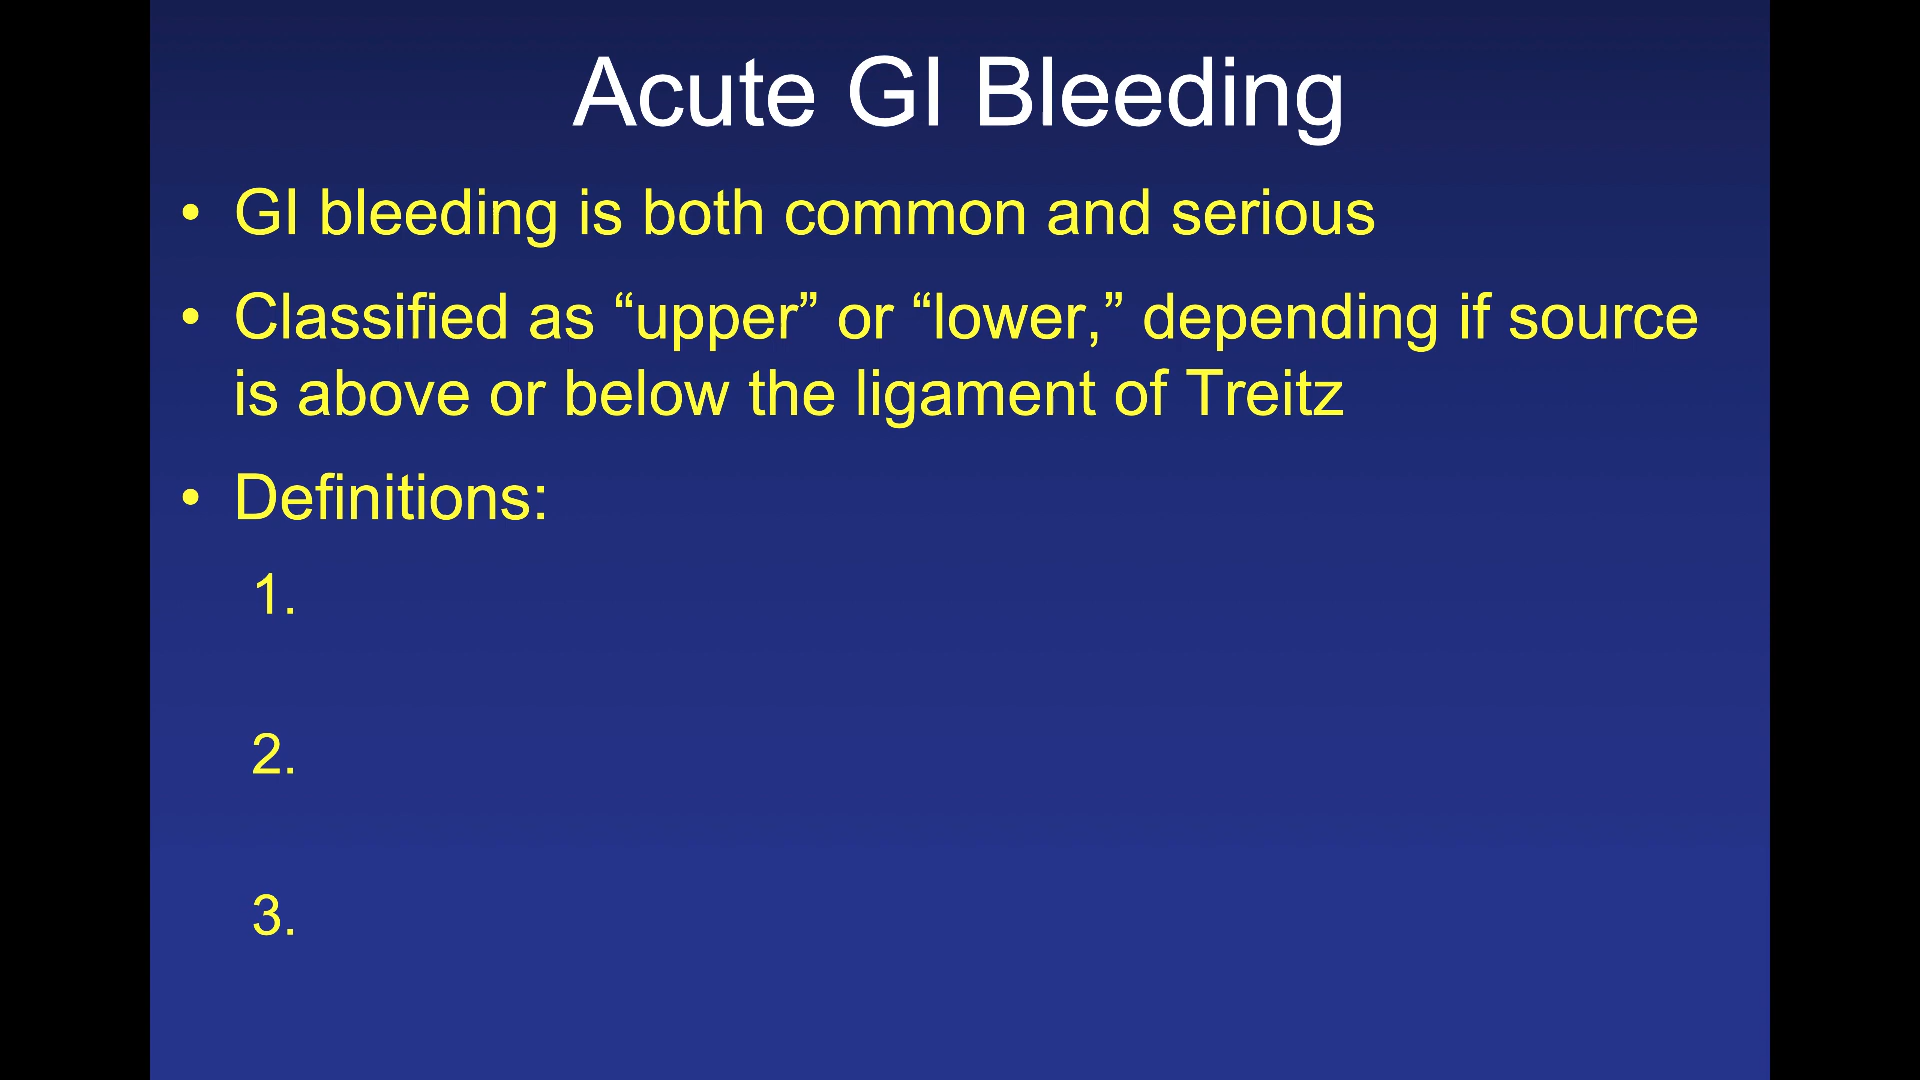 Acute GI Bleeding
• GI bleeding is both common and serious
• Classified as “upper” or “lower,” depending if source
is above or below the ligament of Treitz
• Definitions:
1.
2.
3.